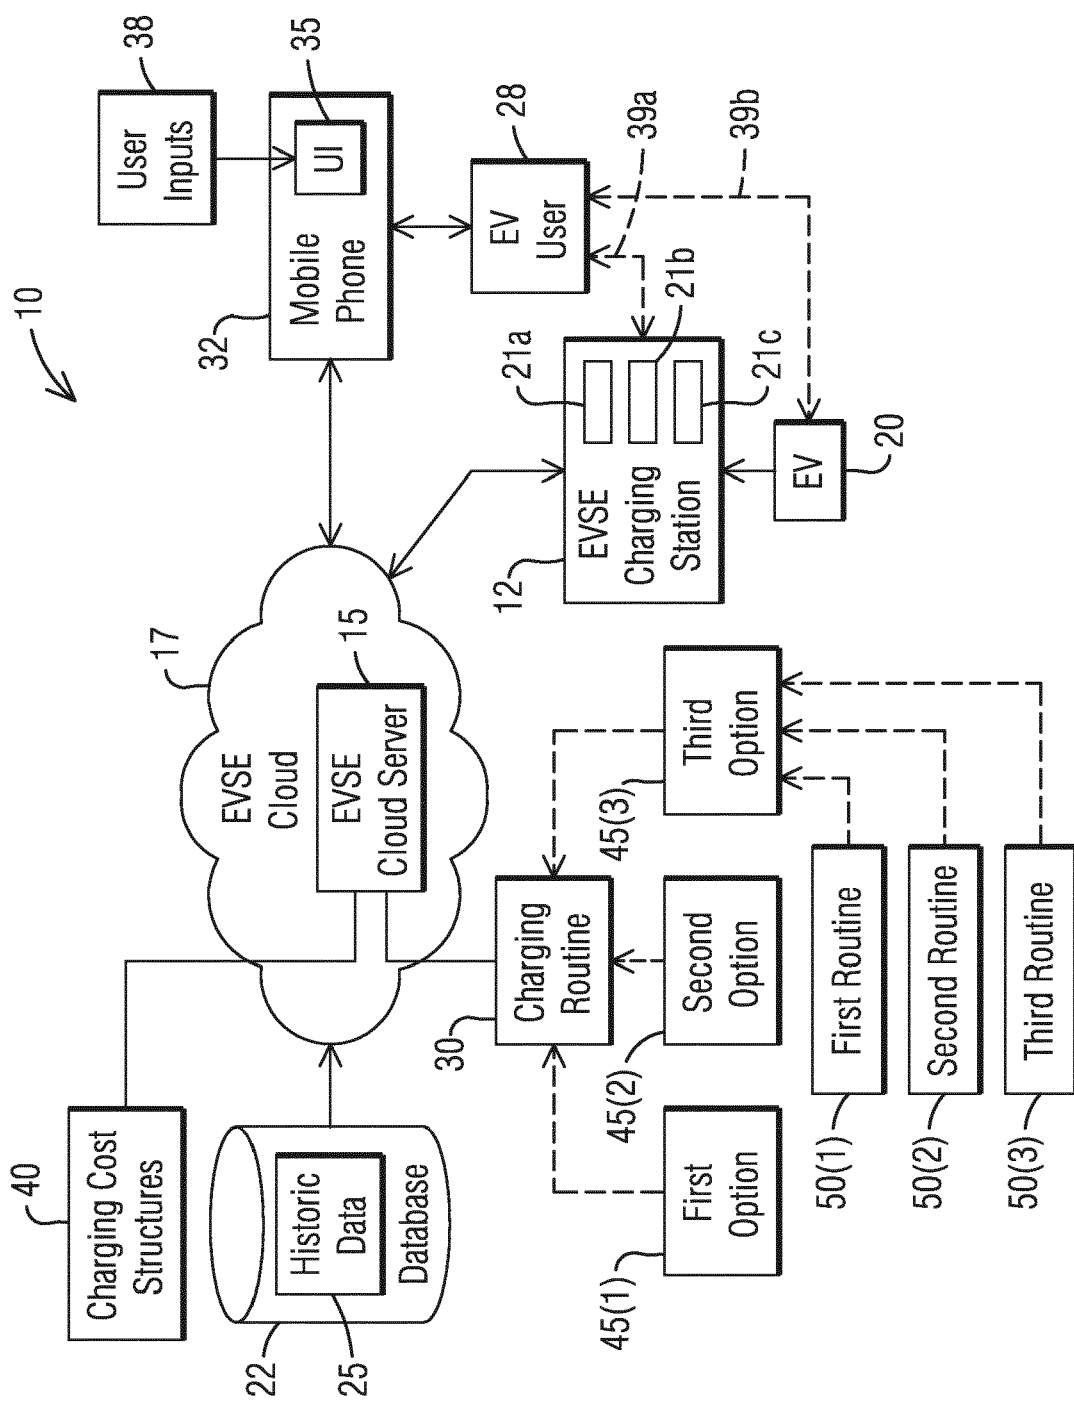 10
User
Inputs
38
35
UI
Mobile
Phone
32
EV
User
28
39a
39b
21a
21b
21c
EVSE
Charging
Station
12
EV
20
17
EVSE
Cloud
15
EVSE
Cloud Server
40
Charging Cost
Structures
Historic
Data
Database
22
25
Charging
Routine
30
First
Option
45(1)
Second
Option
45(2)
Third
Option
45(3)
First Routine
50(1)
Second Routine
50(2)
Third Routine
50(3)